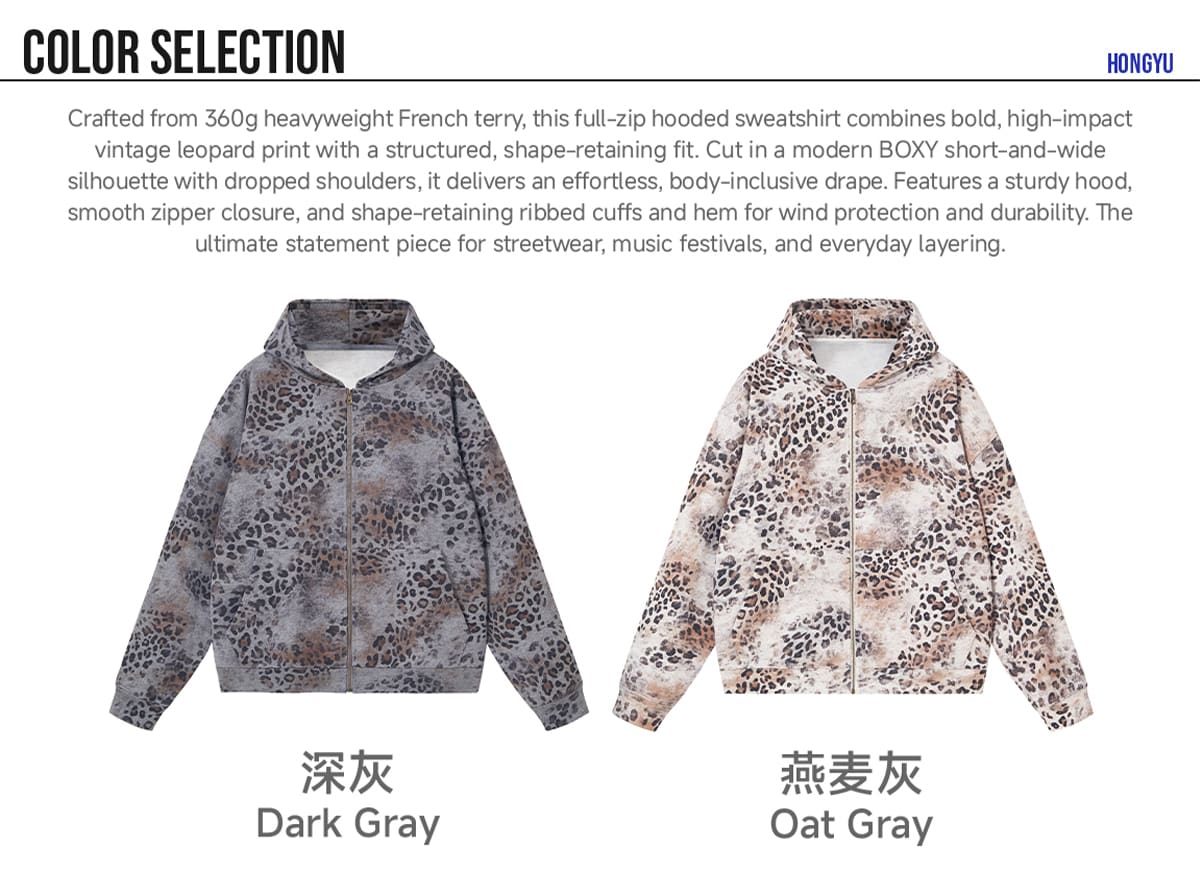 COLOR SELECTION
HONGYU
Crafted from 360g heavyweight French terry, this full-zip hooded sweatshirt combines bold, high-impact
vintage leopard print with a structured, shape-retaining fit. Cut in a modern BOXY short-and-wide
silhouette with dropped shoulders, it delivers an effortless, body-inclusive drape. Features a sturdy hood,
smooth zipper closure, and shape-retaining ribbed cuffs and hem for wind protection and durability. The
ultimate statement piece for streetwear, music festivals, and everyday layering.
深灰
Dark Gray
燕麦灰
Oat Gray